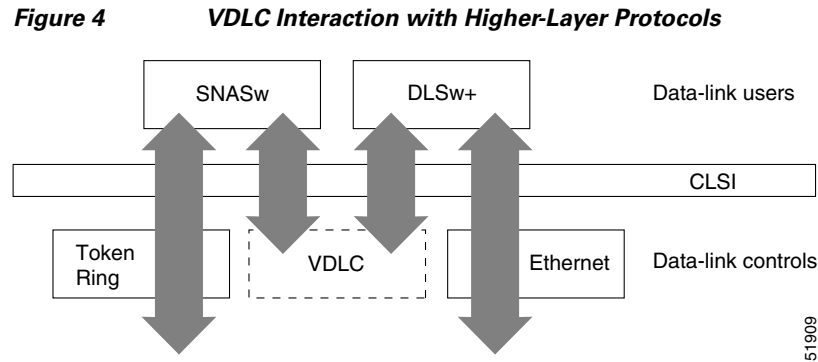 Figure 4 VDLC Interaction with Higher-Layer Protocols
SNASw
DLSw+
Data-link users
CLSI
Token
Ring
VDLC
Ethernet
Data-link controls
51909